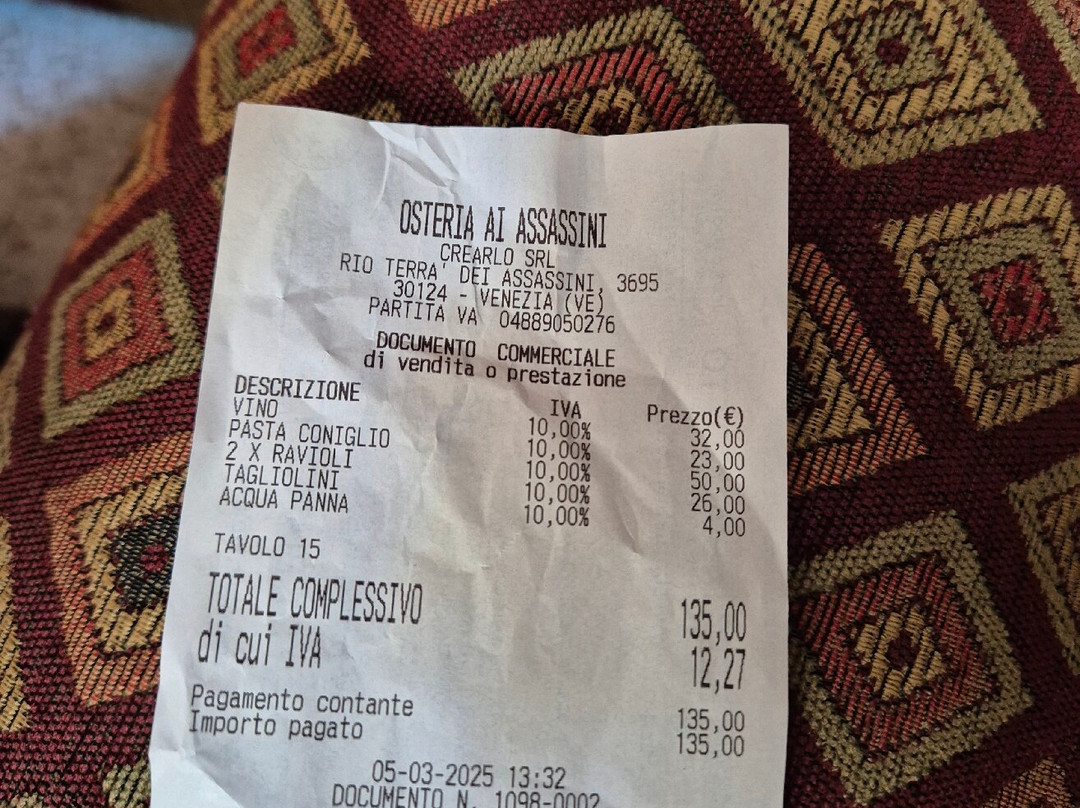 OSTERIA AI ASSASSINI
CREARLO SRL
RIO TERRA' DEI ASSASSINI, 3695
30124 - VENEZIA (VE)
PARTITA VA 04889050276
DOCUMENTO COMMERCIALE
di vendita o prestazione
DESCRIZIONE IVA Prezzo(€)
VINO 10,00% 32,00
PASTA CONIGLIO 10,00% 23,00
2 X RAVIOLI 10,00% 50,00
TAGLIOLINI 10,00% 26,00
ACQUA PANNA 10,00% 4,00
TAVOLO 15
TOTALE COMPLESSIVO 135,00
di cui IVA 12,27
Pagamento contante 135,00
Importo pagato 135,00
05-03-2025 13:32
DOCUMENTO N. 1098-0002